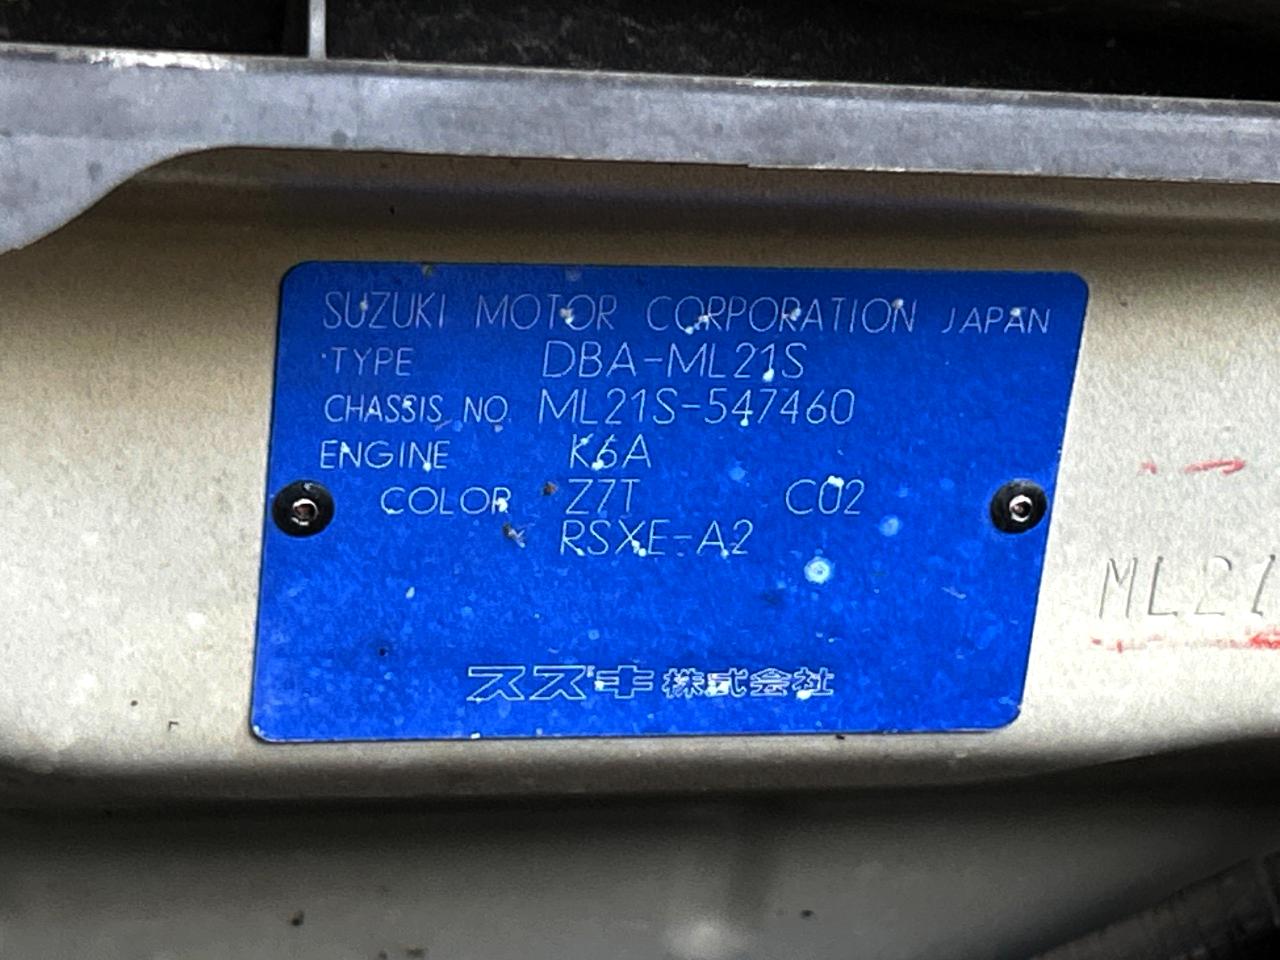 SUZUKI MOTOR CORPORATION JAPAN
TYPE DBA-ML21S
CHASSIS NO. ML21S-547460
ENGINE K6A
COLOR Z7T C02
RSXE-A2
スズキ株式会社
ML21